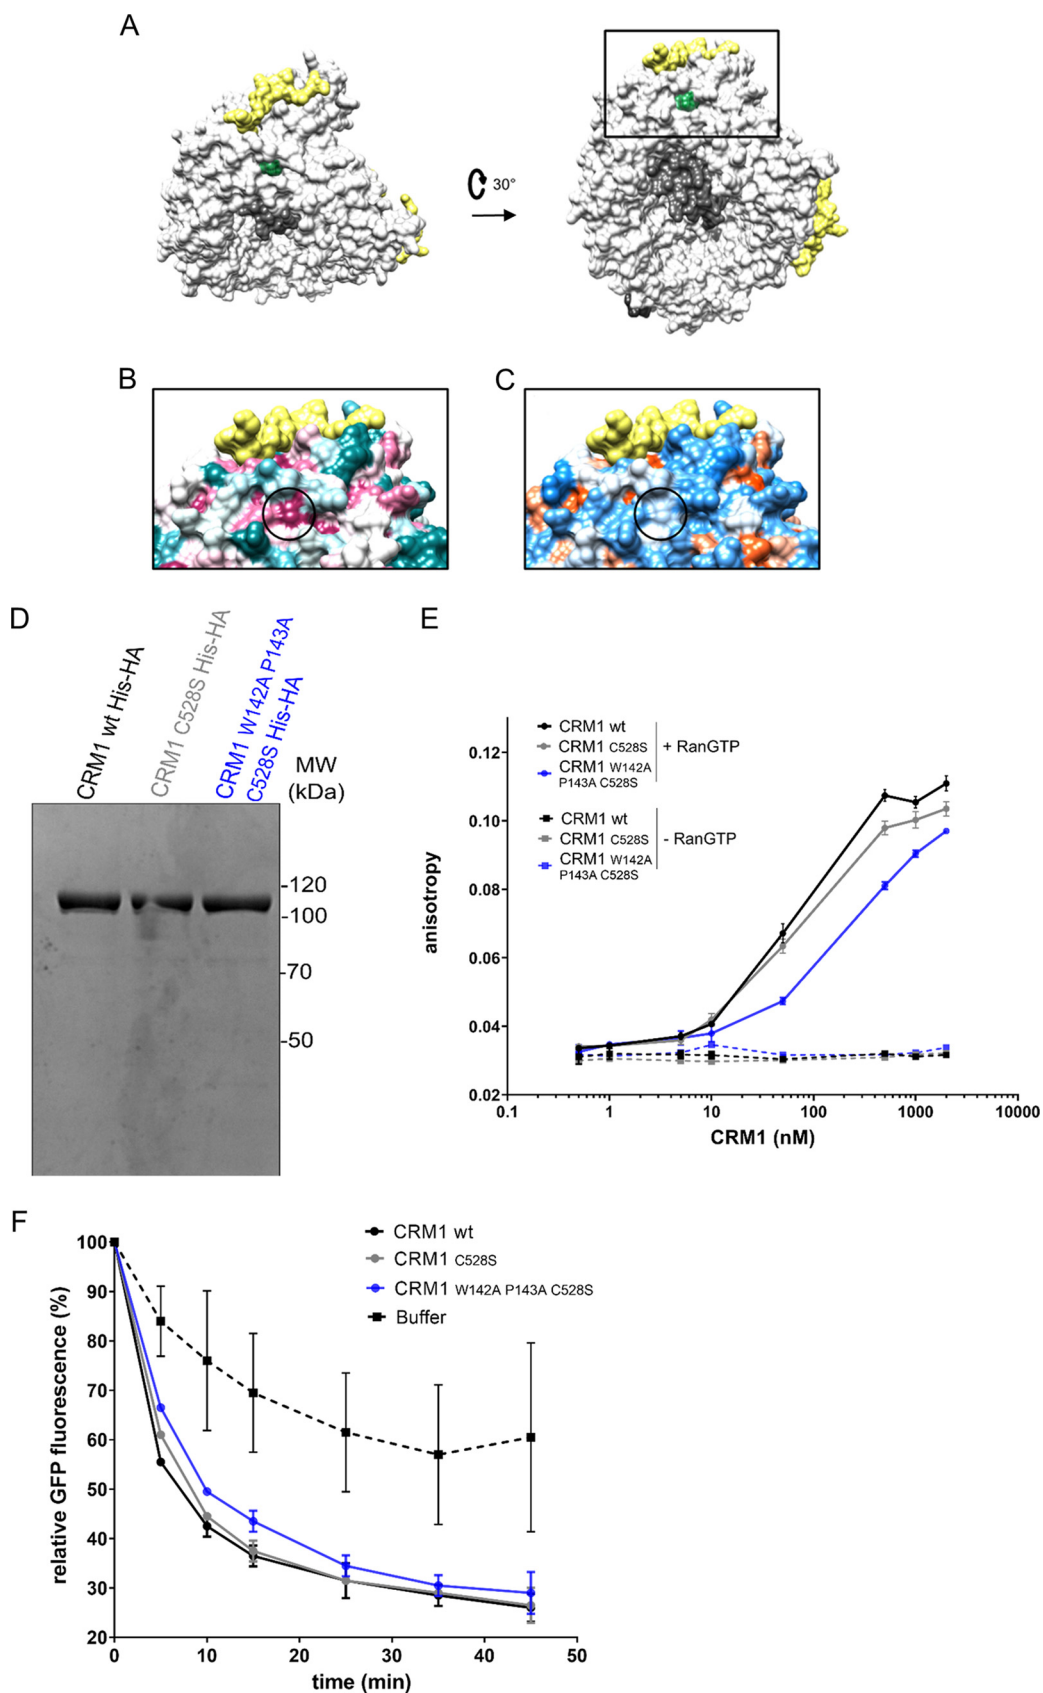 A
30°
B
C
D
CRM1 wt His-HA
CRM1 C528S His-HA
CRM1 W142A P143A
C528S His-HA
MW
(kDa)
-120
-100
-70
-50
E
CRM1 wt
CRM1 C528S
CRM1 W142A
P143A C528S
+ RanGTP
CRM1 wt
CRM1 C528S
CRM1 W142A
P143A C528S
- RanGTP
0.12
0.10
0.08
0.06
0.04
0.02
anisotropy
0.1
1
10
100
1000
10000
CRM1 (nM)
F
CRM1 wt
CRM1 C528S
CRM1 W142A P143A C528S
Buffer
100
90
80
70
60
50
40
30
20
relative GFP fluorescence (%)
0
10
20
30
40
50
time (min)